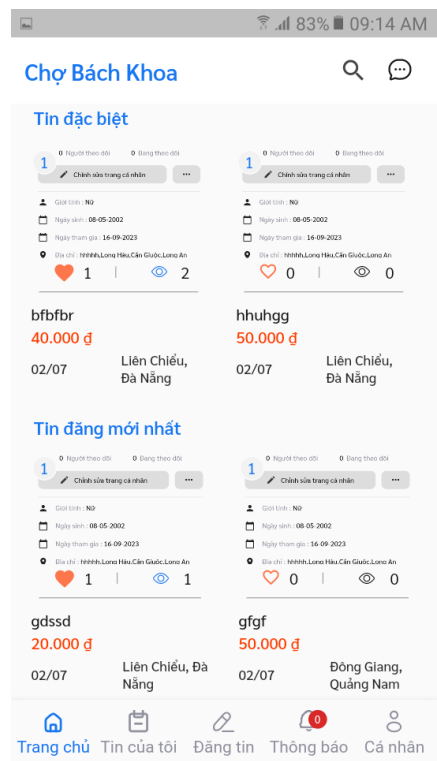 83% 09:14 AM
Chợ Bách Khoa
Tin đặc biệt
1 0 Người theo dõi 0 Đang theo dõi
Chỉnh sửa trang cá nhân ...
Giới tính : Nữ
Ngày sinh : 08-05-2002
Ngày tham gia : 16-09-2023
Địa chỉ : hhhhh,Long Hậu,Cần Giuộc,Long An
1 | 2
bfbfbr
40.000 ₫
02/07 Liên Chiểu,
Đà Nẵng
1 0 Người theo dõi 0 Đang theo dõi
Chỉnh sửa trang cá nhân ...
Giới tính : Nữ
Ngày sinh : 08-05-2002
Ngày tham gia : 16-09-2023
Địa chỉ : hhhhh,Long Hậu,Cần Giuộc,Long An
0 | 0
hhuhgg
50.000 ₫
02/07 Liên Chiểu,
Đà Nẵng
Tin đăng mới nhất
1 0 Người theo dõi 0 Đang theo dõi
Chỉnh sửa trang cá nhân ...
Giới tính : Nữ
Ngày sinh : 08-05-2002
Ngày tham gia : 16-09-2023
Địa chỉ : hhhhh,Long Hậu,Cần Giuộc,Long An
1 | 1
gdssd
20.000 ₫
02/07 Liên Chiểu, Đà
Nẵng
1 0 Người theo dõi 0 Đang theo dõi
Chỉnh sửa trang cá nhân ...
Giới tính : Nữ
Ngày sinh : 08-05-2002
Ngày tham gia : 16-09-2023
Địa chỉ : hhhhh,Long Hậu,Cần Giuộc,Long An
0 | 0
gfgf
50.000 ₫
02/07 Đông Giang,
Quảng Nam
0
Trang chủ Tin của tôi Đăng tin Thông báo Cá nhân